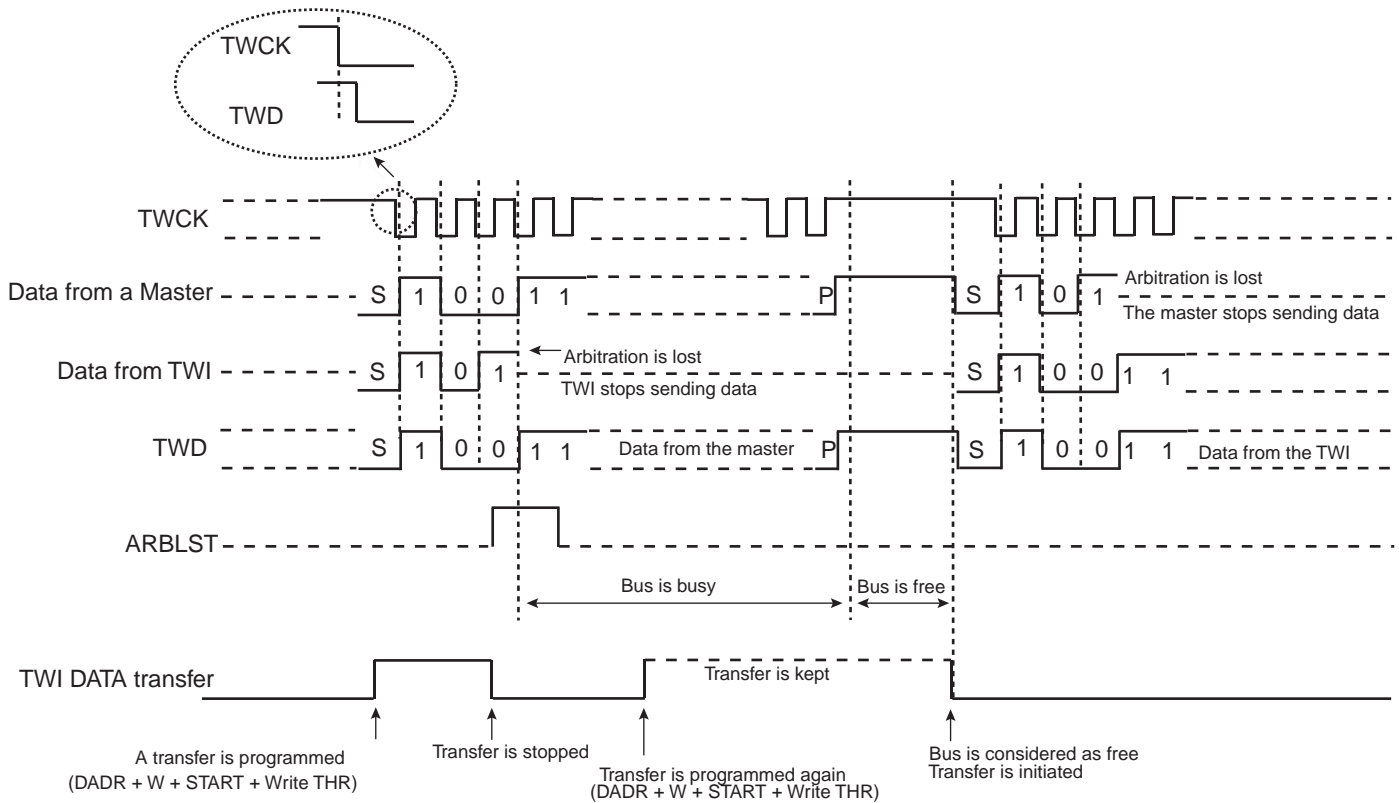 TWCK
TWD
TWCK
Data from a Master S 1 0 0 1 1 P S 1 0 1 Arbitration is lost
The master stops sending data
Data from TWI S 1 0 1 Arbitration is lost S 1 0 0 1 1
TWI stops sending data
TWD S 1 0 0 1 1 Data from the master P S 1 0 0 1 1 Data from the TWI
ARBLST
Bus is busy Bus is free
TWI DATA transfer Transfer is kept
A transfer is programmed
(DADR + W + START + Write THR)
Transfer is stopped
Transfer is programmed again
(DADR + W + START + Write THR)
Bus is considered as free
Transfer is initiated